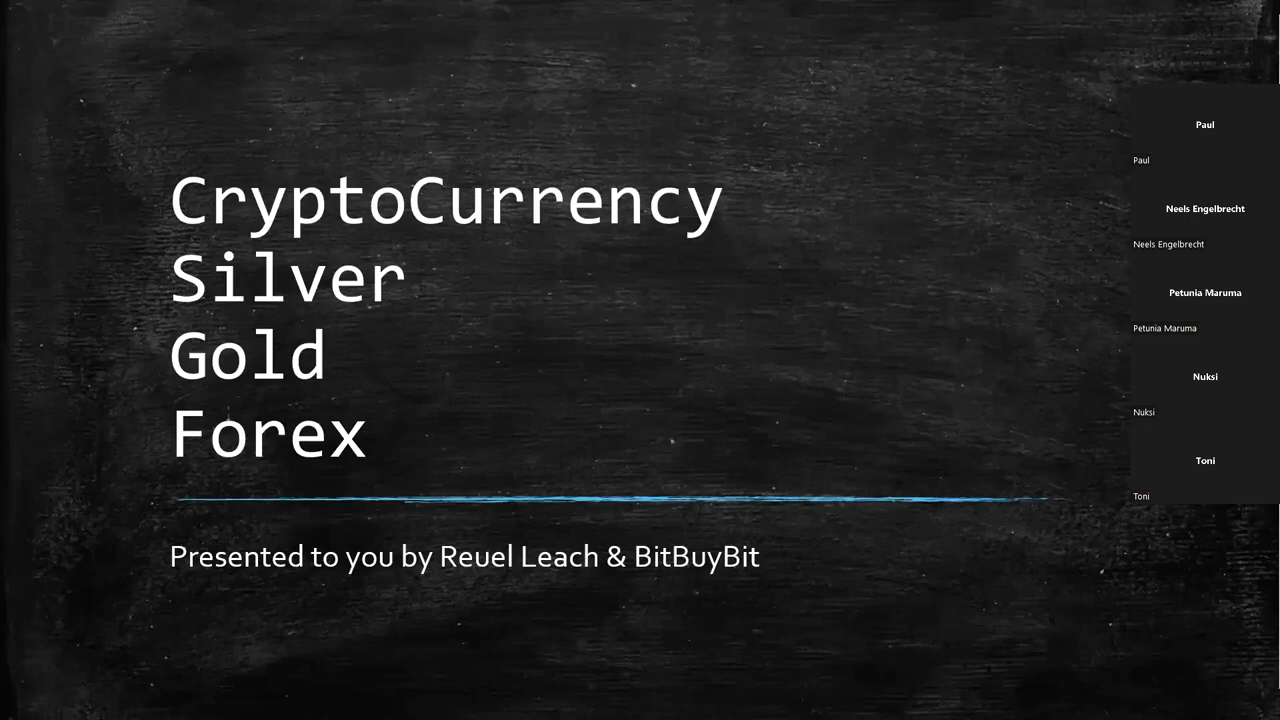 CryptoCurrency
Silver
Gold
Forex
Presented to you by Reuel Leach & BitBuyBit
Paul
Paul
Neels Engelbrecht
Neels Engelbrecht
Petunia Maruma
Petunia Maruma
Nuksi
Nuksi
Toni
Toni